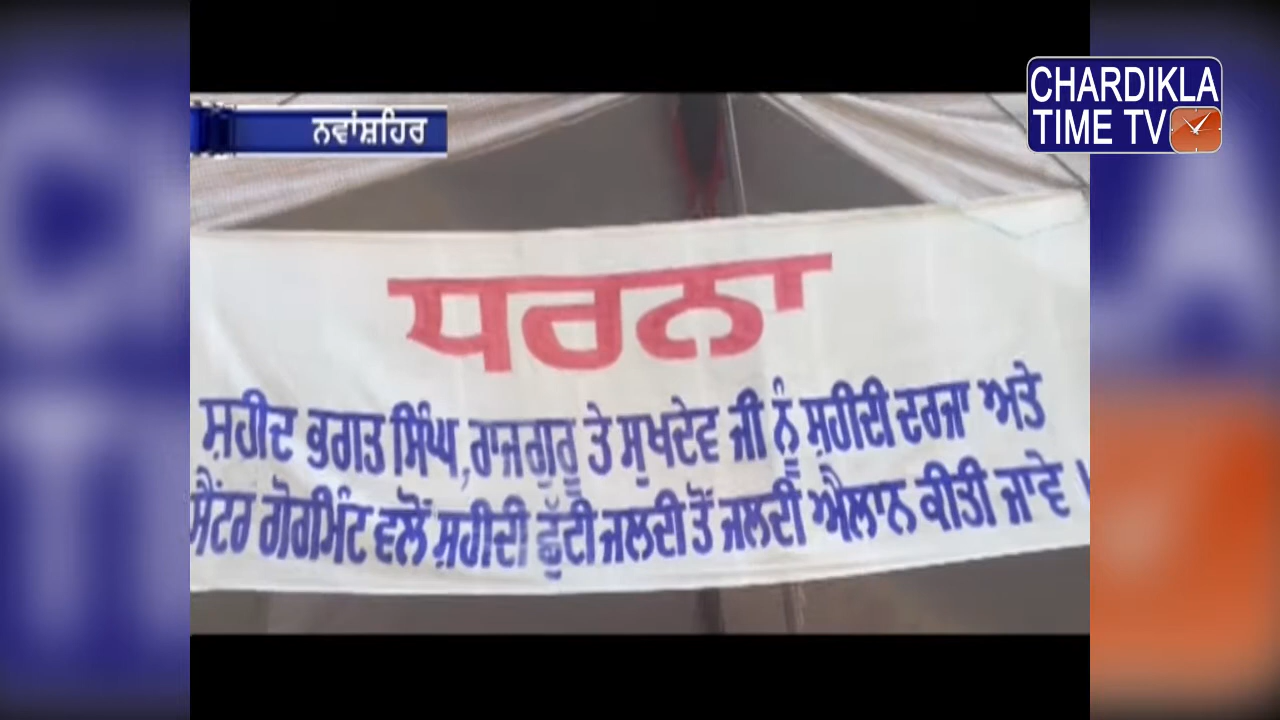 CHARDIKLA
TIME TV
ਨਵਾਂਸ਼ਹਿਰ
ਧਰਨਾ
ਸ਼ਹੀਦ ਭਗਤ ਸਿੰਘ,ਰਾਜਗੁਰੂ ਤੇ ਸੁਖਦੇਵ ਜੀ ਨੂੰ ਸ਼ਹੀਦੀ ਦਰਜਾ ਅਤੇ
ਸੈਂਟਰ ਗੋਰਮਿੰਟ ਵਲੋਂ ਸ਼ਹੀਦੀ ਛੁੱਟੀ ਜਲਦੀ ਤੋਂ ਜਲਦੀ ਐਲਾਨ ਕੀਤੀ ਜਾਵੇ ।